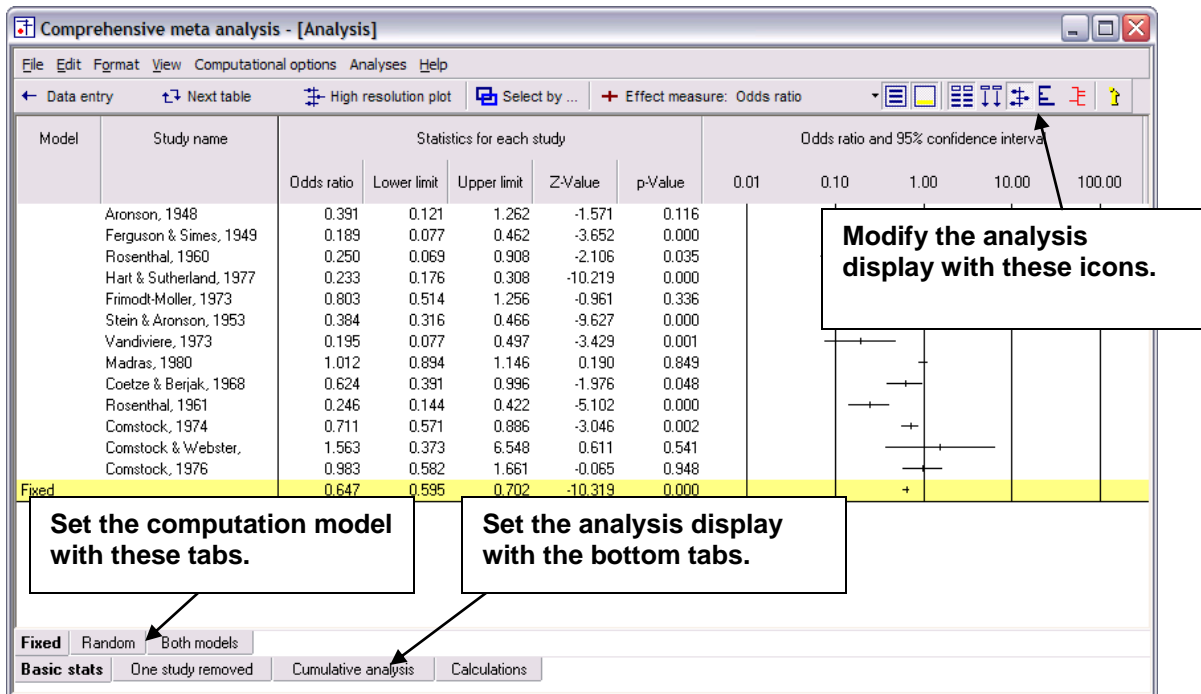 Comprehensive meta analysis - [Analysis]
File Edit Format View Computational options Analyses Help
Data entry Next table High resolution plot Select by ... Effect measure: Odds ratio
Model Study name Statistics for each study Odds ratio and 95% confidence interva
Odds ratio Lower limit Upper limit Z-Value p-Value 0.01 0.10 1.00 10.00 100.00
Aronson, 1948 0.391 0.121 1.262 -1.571 0.116
Ferguson & Simes, 1949 0.189 0.077 0.462 -3.652 0.000
Rosenthal, 1960 0.250 0.069 0.908 -2.106 0.035
Hart & Sutherland, 1977 0.233 0.176 0.308 -10.219 0.000
Frimodt-Moller, 1973 0.803 0.514 1.256 -0.961 0.336
Stein & Aronson, 1953 0.384 0.316 0.466 -9.627 0.000
Vandiviere, 1973 0.195 0.077 0.497 -3.429 0.001
Madras, 1980 1.012 0.894 1.146 0.190 0.849
Coetze & Berjak, 1968 0.624 0.391 0.996 -1.976 0.048
Rosenthal, 1961 0.246 0.144 0.422 -5.102 0.000
Comstock, 1974 0.711 0.571 0.886 -3.046 0.002
Comstock & Webster, 1.563 0.373 6.548 0.611 0.541
Comstock, 1976 0.983 0.582 1.661 -0.065 0.948
Fixed 0.647 0.595 0.702 -10.319 0.000
Modify the analysis
display with these icons.
Set the computation model
with these tabs.
Set the analysis display
with the bottom tabs.
Fixed Random Both models
Basic stats One study removed Cumulative analysis Calculations